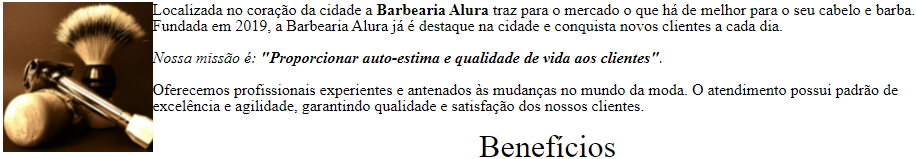 Localizada no coração da cidade a Barbearia Alura traz para o mercado o que há de melhor para o seu cabelo e barba.
Fundada em 2019, a Barbearia Alura já é destaque na cidade e conquista novos clientes a cada dia.
Nossa missão é: "Proporcionar auto-estima e qualidade de vida aos clientes".
Oferecemos profissionais experientes e antenados às mudanças no mundo da moda. O atendimento possui padrão de
excelência e agilidade, garantindo qualidade e satisfação dos nossos clientes.
Benefícios